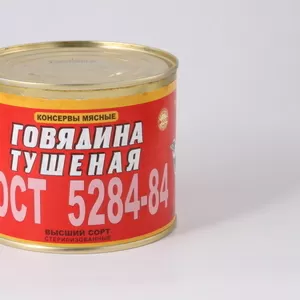 КОНСЕРВЫ МЯСНЫЕ
ГОВЯДИНА
ТУШЕНАЯ
ОСТ 5284-84
ВЫСШИЙ СОРТ
СТЕРИЛИЗОВАННЫЕ